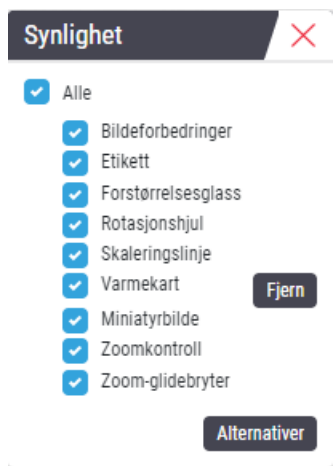 Synlighet
Alle
Bildeforbedringer
Etikett
Forstørrelsesglass
Rotasjonshjul
Skaleringslinje
Varmekart
Fjern
Miniatyrbilde
Zoomkontroll
Zoom-glidebryter
Alternativer